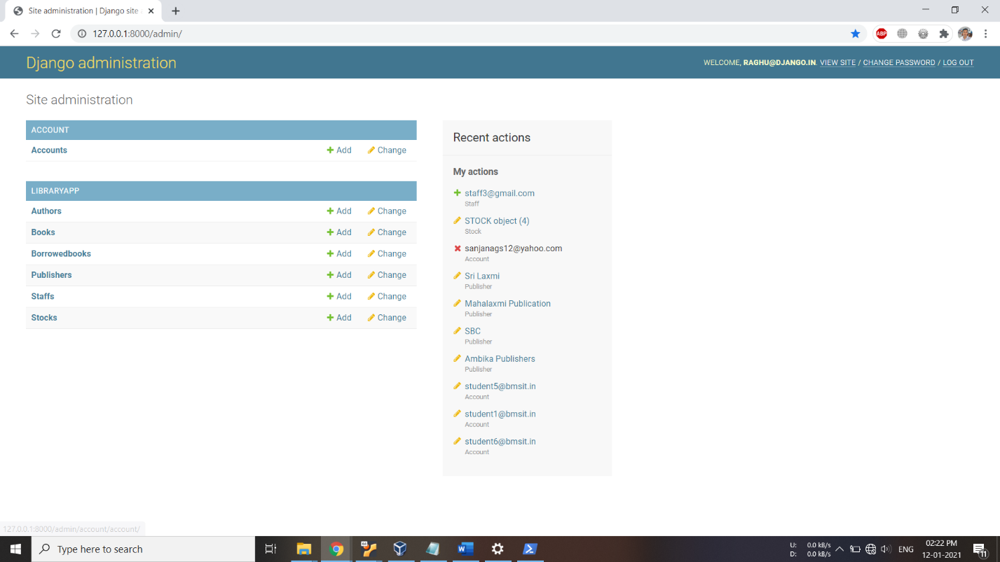 Site administration | Django site
127.0.0.1:8000/admin/
ABP
Django administration
WELCOME, RAGHU@DJANGO.IN. VIEW SITE / CHANGE PASSWORD / LOG OUT
Site administration
ACCOUNT
Accounts Add Change
LIBRARYAPP
Authors Add Change
Books Add Change
Borrowedbooks Add Change
Publishers Add Change
Staffs Add Change
Stocks Add Change
Recent actions
My actions
staff3@gmail.com
Staff
STOCK object (4)
Stock
sanjanags12@yahoo.com
Account
Sri Laxmi
Publisher
Mahalaxmi Publication
Publisher
SBC
Publisher
Ambika Publishers
Publisher
student5@bmsit.in
Account
student1@bmsit.in
Account
student6@bmsit.in
Account
127.0.0.1:8000/admin/account/account/
Type here to search
U: 0.0 kB/s
D: 0.0 kB/s
ENG
02:22 PM
12-01-2021
11